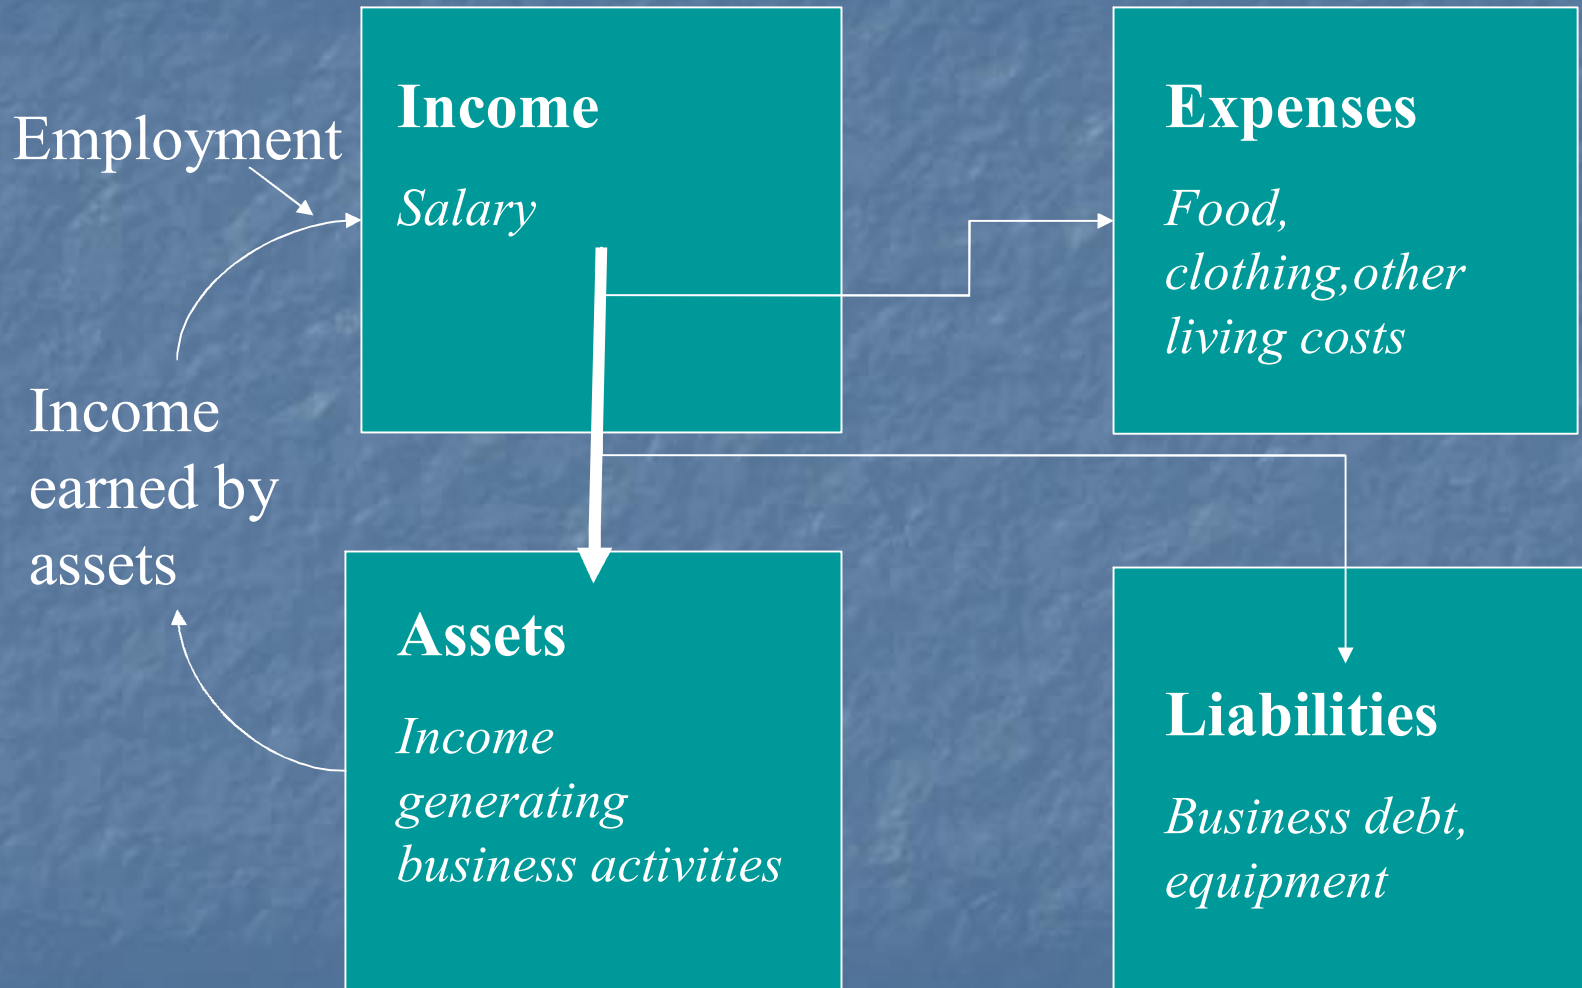 Employment
Income
earned by
assets
Income
Salary
Expenses
Food,
clothing,other
living costs
Assets
Income
generating
business activities
Liabilities
Business debt,
equipment